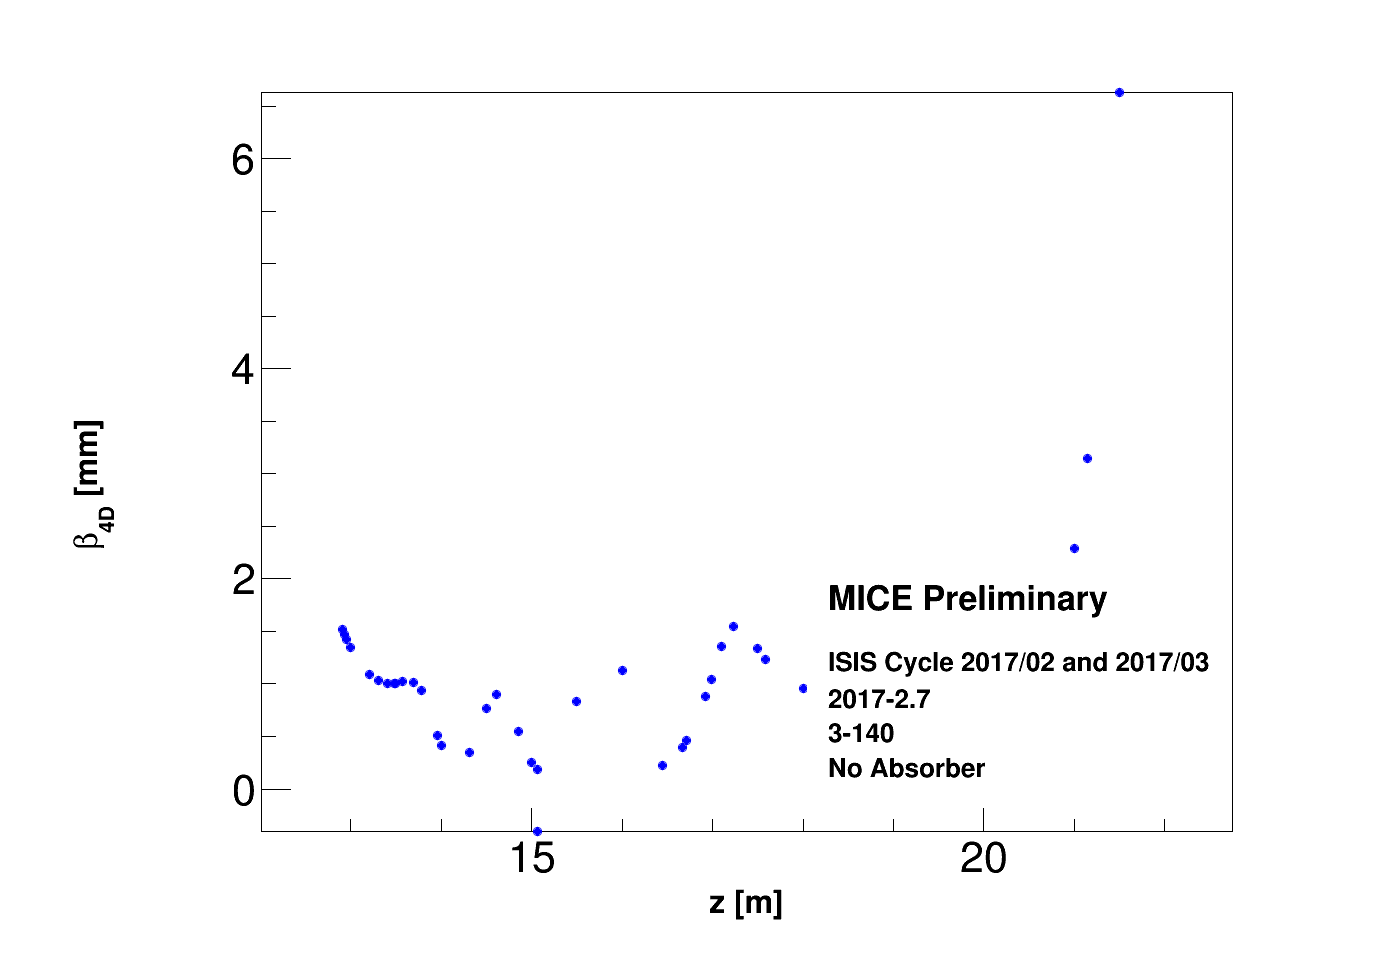 6
4
2
0
β4D [mm]
MICE Preliminary
ISIS Cycle 2017/02 and 2017/03
2017-2.7
3-140
No Absorber
15
20
z [m]